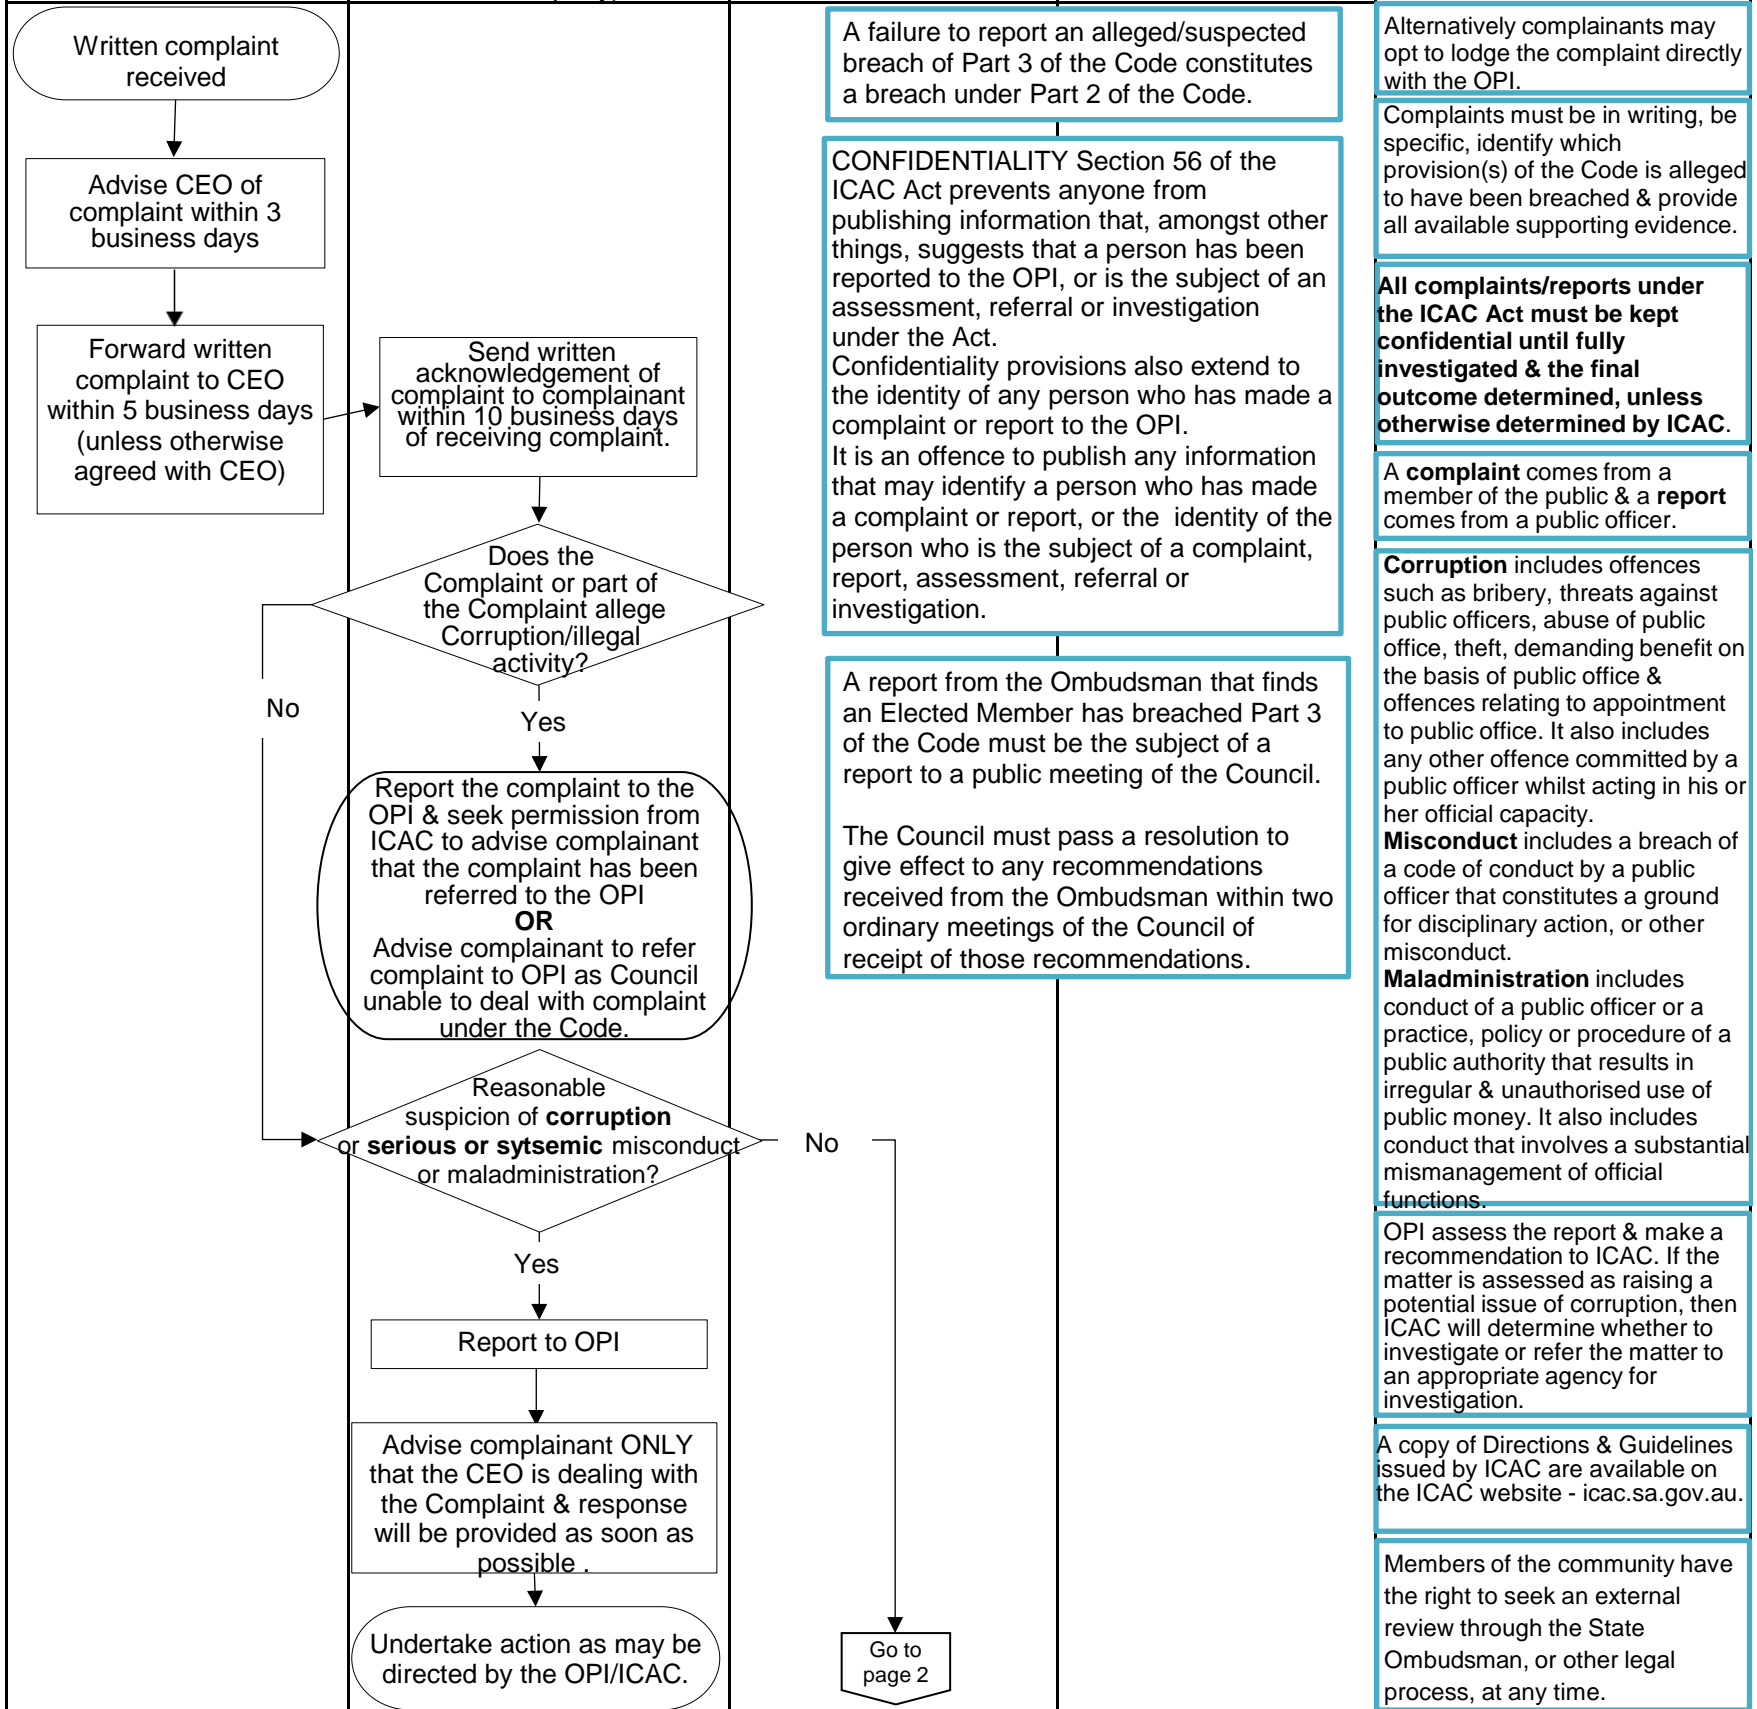 Written complaint
received
Advise CEO of
complaint within 3
business days
Forward written
complaint to CEO
within 5 business days
(unless otherwise
agreed with CEO)
Send written
acknowledgement of
complaint to complainant
within 10 business days
of receiving complaint.
Does the
Complaint or part of
the Complaint allege
Corruption/illegal
activity?
No
Yes
Report the complaint to the
OPI & seek permission from
ICAC to advise complainant
that the complaint has been
referred to the OPI
OR
Advise complainant to refer
complaint to OPI as Council
unable to deal with complaint
under the Code.
Reasonable
suspicion of corruption
or serious or sytsemic misconduct
or maladministration?
No
Yes
Report to OPI
Advise complainant ONLY
that the CEO is dealing with
the Complaint & response
will be provided as soon as
possible .
Undertake action as may be
directed by the OPI/ICAC.
Go to
page 2
A failure to report an alleged/suspected
breach of Part 3 of the Code constitutes
a breach under Part 2 of the Code.
CONFIDENTIALITY Section 56 of the
ICAC Act prevents anyone from
publishing information that, amongst other
things, suggests that a person has been
reported to the OPI, or is the subject of an
assessment, referral or investigation
under the Act.
Confidentiality provisions also extend to
the identity of any person who has made a
complaint or report to the OPI.
It is an offence to publish any information
that may identify a person who has made
a complaint or report, or the identity of the
person who is the subject of a complaint,
report, assessment, referral or
investigation.
A report from the Ombudsman that finds
an Elected Member has breached Part 3
of the Code must be the subject of a
report to a public meeting of the Council.
The Council must pass a resolution to
give effect to any recommendations
received from the Ombudsman within two
ordinary meetings of the Council of
receipt of those recommendations.
Alternatively complainants may
opt to lodge the complaint directly
with the OPI.
Complaints must be in writing, be
specific, identify which
provision(s) of the Code is alleged
to have been breached & provide
all available supporting evidence.
All complaints/reports under
the ICAC Act must be kept
confidential until fully
investigated & the final
outcome determined, unless
otherwise determined by ICAC.
A complaint comes from a
member of the public & a report
comes from a public officer.
Corruption includes offences
such as bribery, threats against
public officers, abuse of public
office, theft, demanding benefit on
the basis of public office &
offences relating to appointment
to public office. It also includes
any other offence committed by a
public officer whilst acting in his or
her official capacity.
Misconduct includes a breach of
a code of conduct by a public
officer that constitutes a ground
for disciplinary action, or other
misconduct.
Maladministration includes
conduct of a public officer or a
practice, policy or procedure of a
public authority that results in
irregular & unauthorised use of
public money. It also includes
conduct that involves a substantial
mismanagement of official
functions.
OPI assess the report & make a
recommendation to ICAC. If the
matter is assessed as raising a
potential issue of corruption, then
ICAC will determine whether to
investigate or refer the matter to
an appropriate agency for
investigation.
A copy of Directions & Guidelines
issued by ICAC are available on
the ICAC website - icac.sa.gov.au.
Members of the community have
the right to seek an external
review through the State
Ombudsman, or other legal
process, at any time.